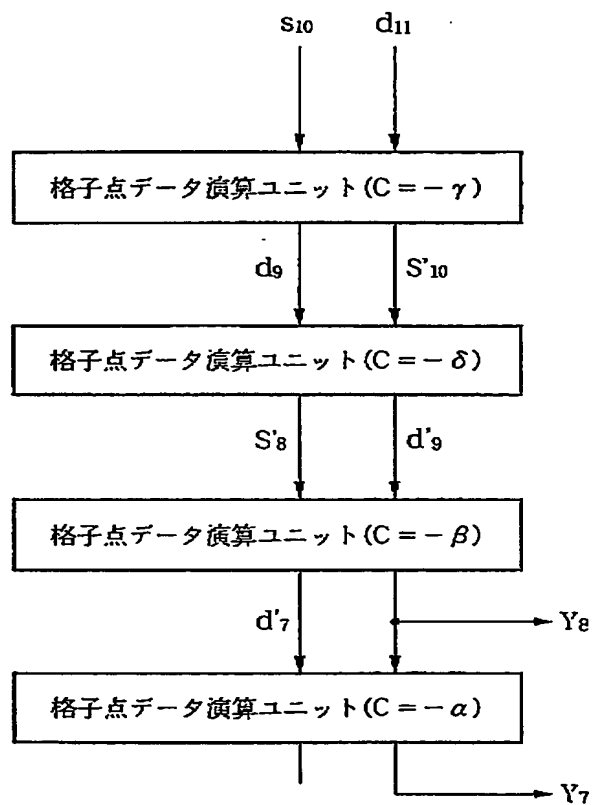 s10 d11
格子点データ演算ユニット(C=-γ)
d9 S'10
格子点データ演算ユニット(C=-δ)
S'8 d'9
格子点データ演算ユニット(C=-β)
d'7 Y8
格子点データ演算ユニット(C=-α)
Y7